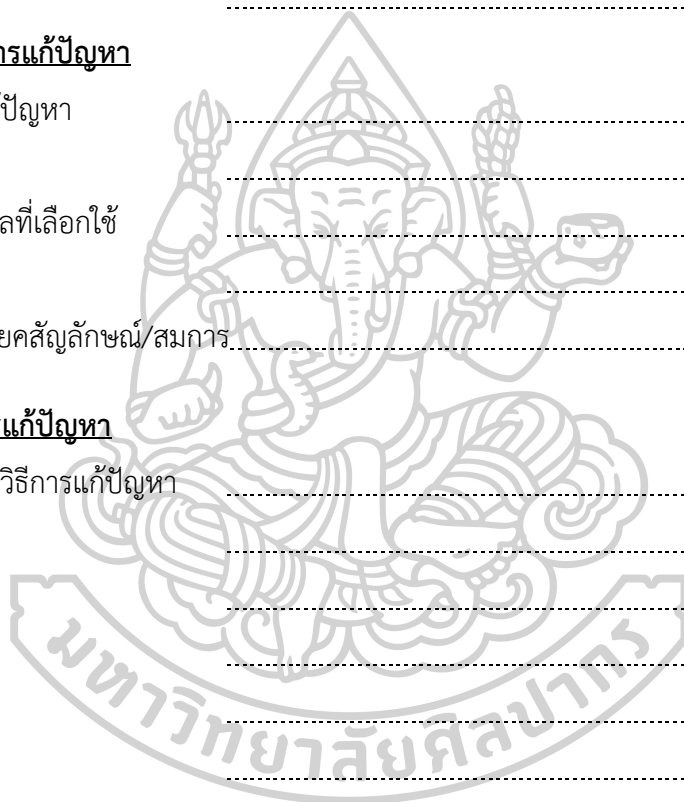 ารแก้ปัญหา
ก้ปัญหา
ลที่เลือกใช้
ยคสัญลักษณ์/สมการ
รแก้ปัญหา
วิธีการแก้ปัญหา
มหาวิทยาลัยศิลปากร